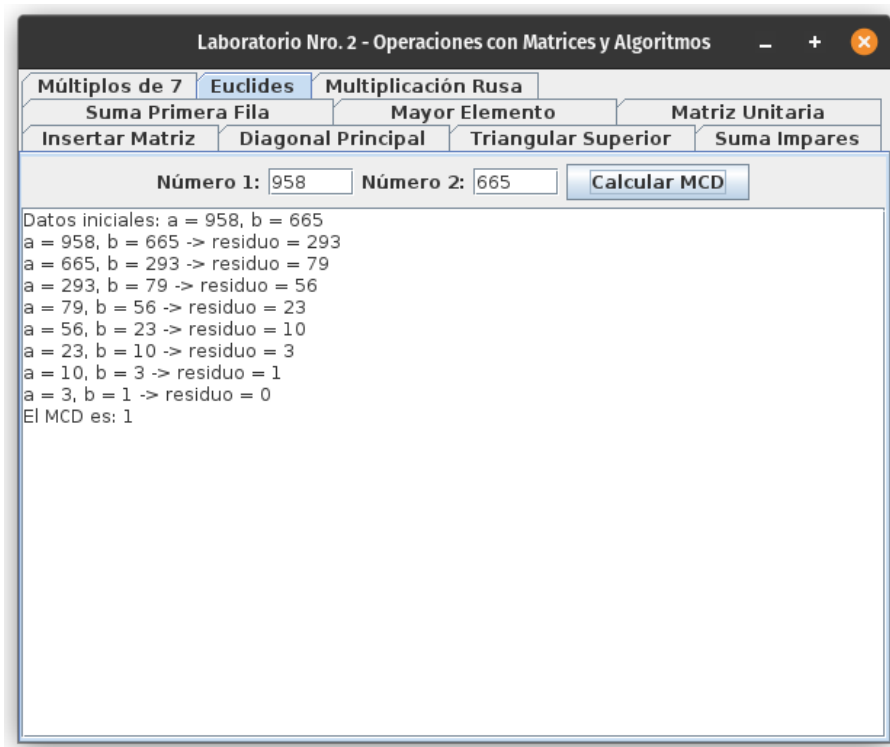 Laboratorio Nro. 2 - Operaciones con Matrices y Algoritmos
Múltiplos de 7 Euclides Multiplicación Rusa
Suma Primera Fila Mayor Elemento Matriz Unitaria
Insertar Matriz Diagonal Principal Triangular Superior Suma Impares
Número 1: 958 Número 2: 665 Calcular MCD
Datos iniciales: a = 958, b = 665
a = 958, b = 665 -> residuo = 293
a = 665, b = 293 -> residuo = 79
a = 293, b = 79 -> residuo = 56
a = 79, b = 56 -> residuo = 23
a = 56, b = 23 -> residuo = 10
a = 23, b = 10 -> residuo = 3
a = 10, b = 3 -> residuo = 1
a = 3, b = 1 -> residuo = 0
El MCD es: 1